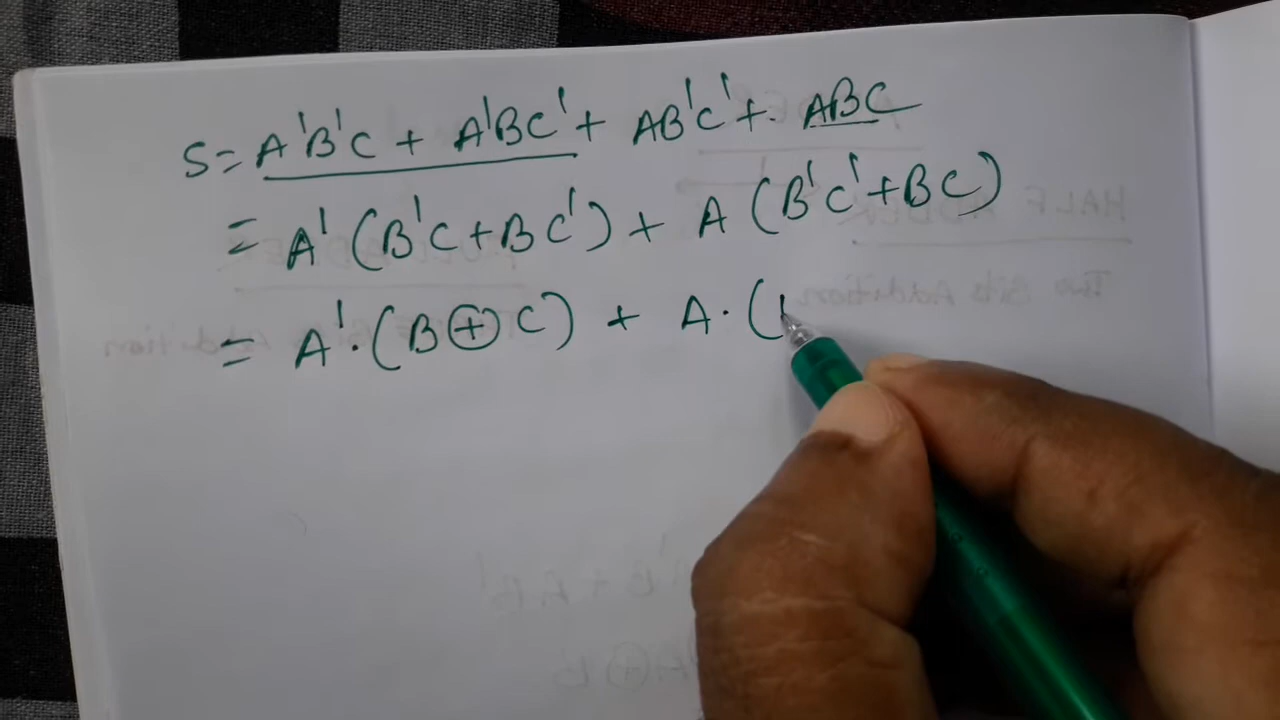 S = A'B'C + A'BC' + AB'C' + ABC
= A' (B'C + BC') + A (B'C' + BC)
= A' . (B ⊕ C) + A . (